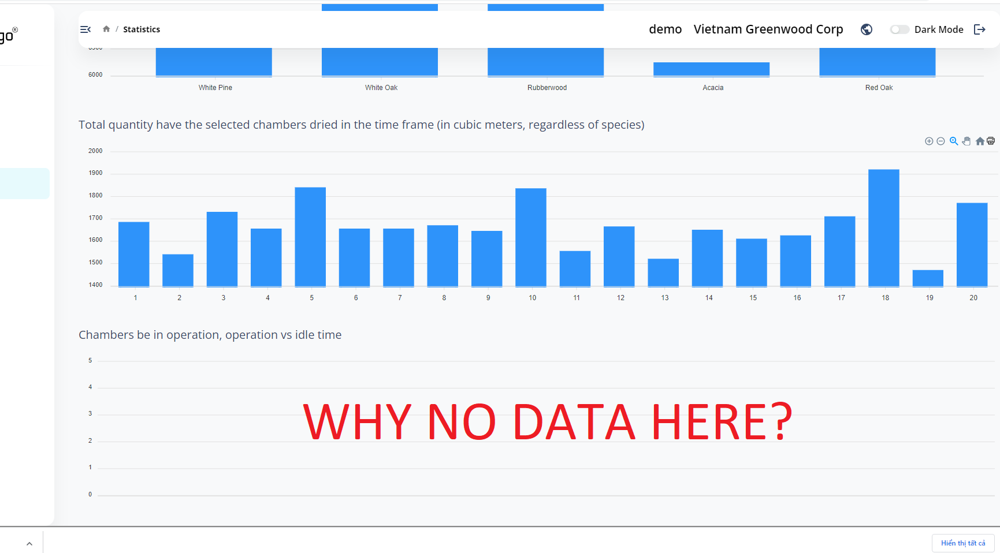 go®
/ Statistics
demo Vietnam Greenwood Corp Dark Mode
6000
White Pine White Oak Rubberwood Acacia Red Oak
Total quantity have the selected chambers dried in the time frame (in cubic meters, regardless of species)
2000
1900
1800
1700
1600
1500
1400
1 2 3 4 5 6 7 8 9 10 11 12 13 14 15 16 17 18 19 20
Chambers be in operation, operation vs idle time
5
4
3
2
1
0
WHY NO DATA HERE?
Hiển thị tất cả